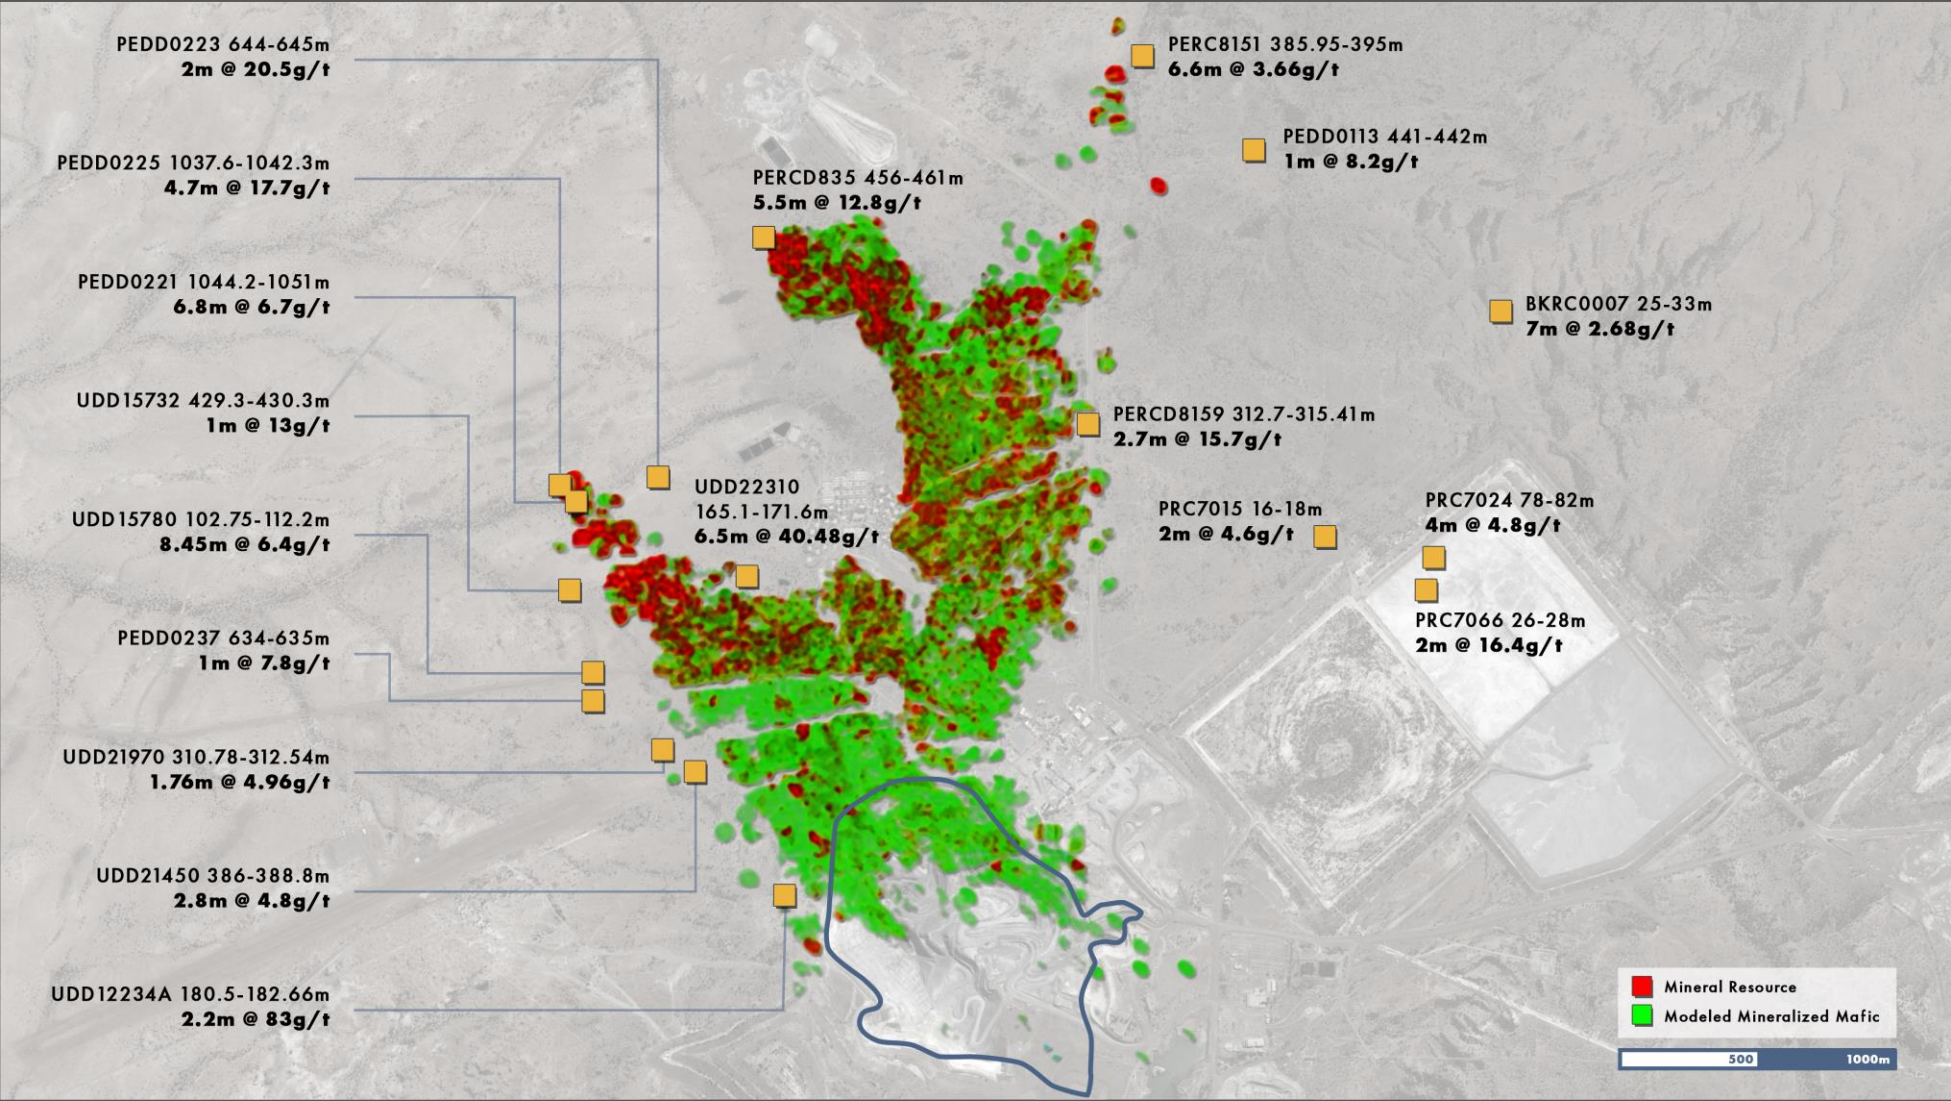 PEDD0223 644-645m
2m @ 20.5g/t
PEDD0225 1037.6-1042.3m
4.7m @ 17.7g/t
PEDD0221 1044.2-1051m
6.8m @ 6.7g/t
UDD15732 429.3-430.3m
1m @ 13g/t
UDD15780 102.75-112.2m
8.45m @ 6.4g/t
PEDD0237 634-635m
1m @ 7.8g/t
UDD21970 310.78-312.54m
1.76m @ 4.96g/t
UDD21450 386-388.8m
2.8m @ 4.8g/t
UDD12234A 180.5-182.66m
2.2m @ 83g/t
PERCD835 456-461m
5.5m @ 12.8g/t
UDD22310
165.1-171.6m
6.5m @ 40.48g/t
PERC8151 385.95-395m
6.6m @ 3.66g/t
PEDD0113 441-442m
1m @ 8.2g/t
BKRC0007 25-33m
7m @ 2.68g/t
PERCD8159 312.7-315.41m
2.7m @ 15.7g/t
PRC7015 16-18m
2m @ 4.6g/t
PRC7024 78-82m
4m @ 4.8g/t
PRC7066 26-28m
2m @ 16.4g/t
Mineral Resource
Modeled Mineralized Mafic
500 1000m